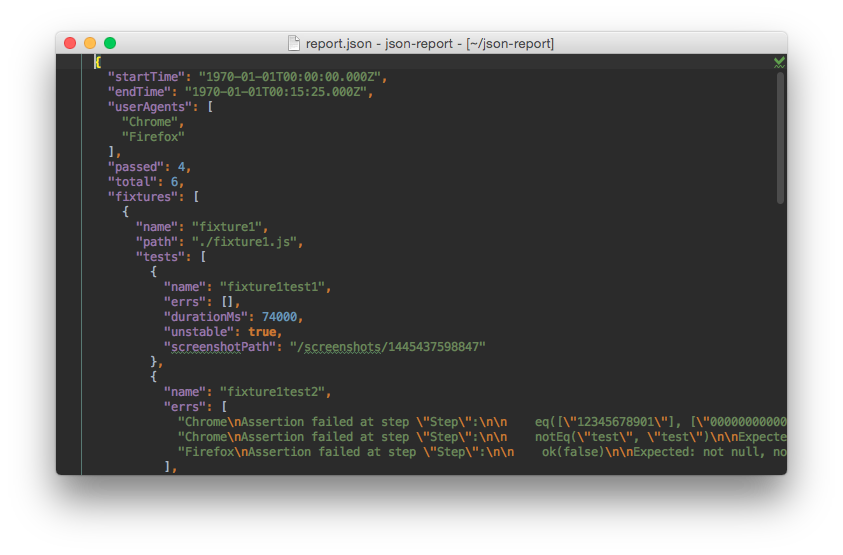 report.json - json-report - [~/json-report]
{
"startTime": "1970-01-01T00:00:00.000Z",
"endTime": "1970-01-01T00:15:25.000Z",
"userAgents": [
"Chrome",
"Firefox"
],
"passed": 4,
"total": 6,
"fixtures": [
{
"name": "fixture1",
"path": "./fixture1.js",
"tests": [
{
"name": "fixture1test1",
"errs": [],
"durationMs": 74000,
"unstable": true,
"screenshotPath": "/screenshots/1445437598847"
},
{
"name": "fixture1test2",
"errs": [
"Chrome\nAssertion failed at step \"Step\":\n\n    eq([\"12345678901\"], [\"00000000000
"Chrome\nAssertion failed at step \"Step\":\n\n    notEq(\"test\", \"test\")\n\nExpecte
"Firefox\nAssertion failed at step \"Step\":\n\n    ok(false)\n\nExpected: not null, no
],